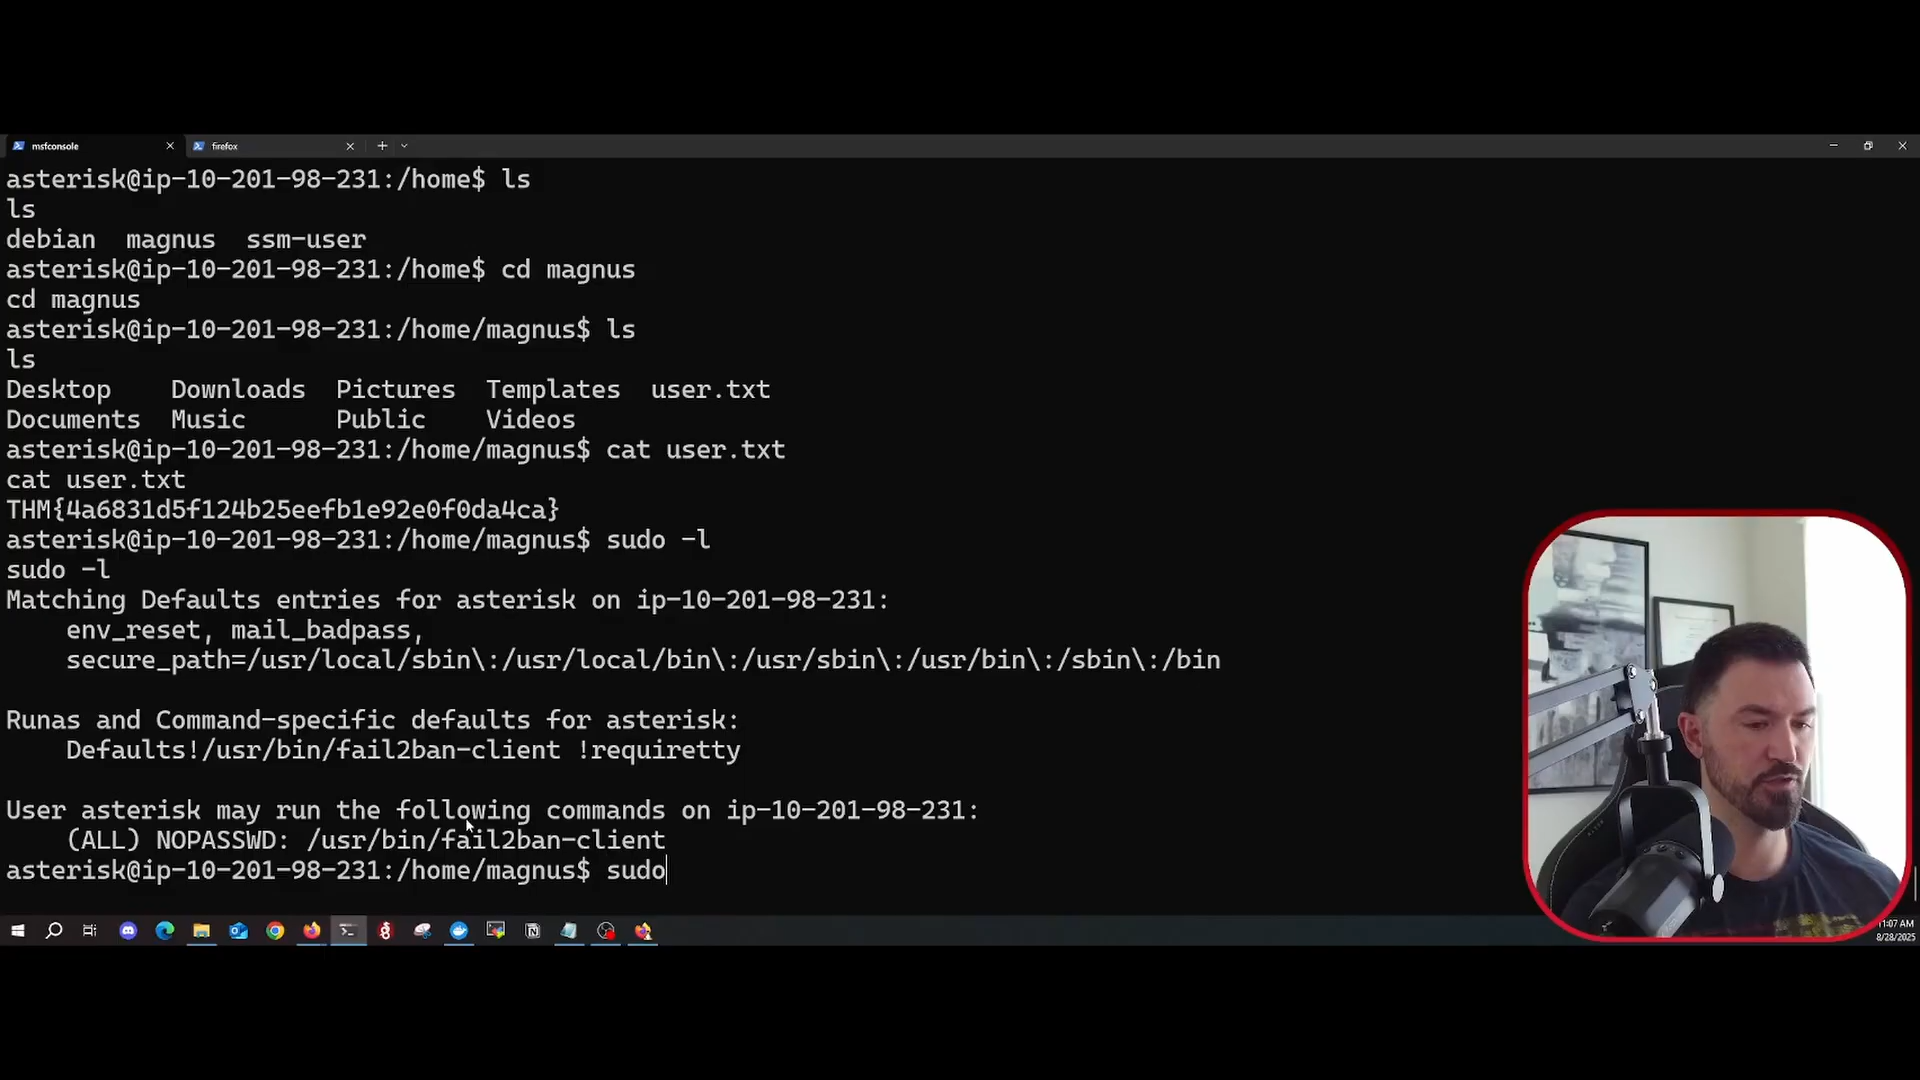 msfconsole
firefox
asterisk@ip-10-201-98-231:/home$ ls
ls
debian  magnus  ssm-user
asterisk@ip-10-201-98-231:/home$ cd magnus
cd magnus
asterisk@ip-10-201-98-231:/home/magnus$ ls
ls
Desktop    Downloads  Pictures  Templates  user.txt
Documents  Music      Public    Videos
asterisk@ip-10-201-98-231:/home/magnus$ cat user.txt
cat user.txt
THM{4a6831d5f124b25eefb1e92e0f0da4ca}
asterisk@ip-10-201-98-231:/home/magnus$ sudo -l
sudo -l
Matching Defaults entries for asterisk on ip-10-201-98-231:
    env_reset, mail_badpass,
    secure_path=/usr/local/sbin\:/usr/local/bin\:/usr/sbin\:/usr/bin\:/sbin\:/bin
Runas and Command-specific defaults for asterisk:
    Defaults!/usr/bin/fail2ban-client !requiretty
User asterisk may run the following commands on ip-10-201-98-231:
    (ALL) NOPASSWD: /usr/bin/fail2ban-client
asterisk@ip-10-201-98-231:/home/magnus$ sudo
11:07 AM
8/28/2025